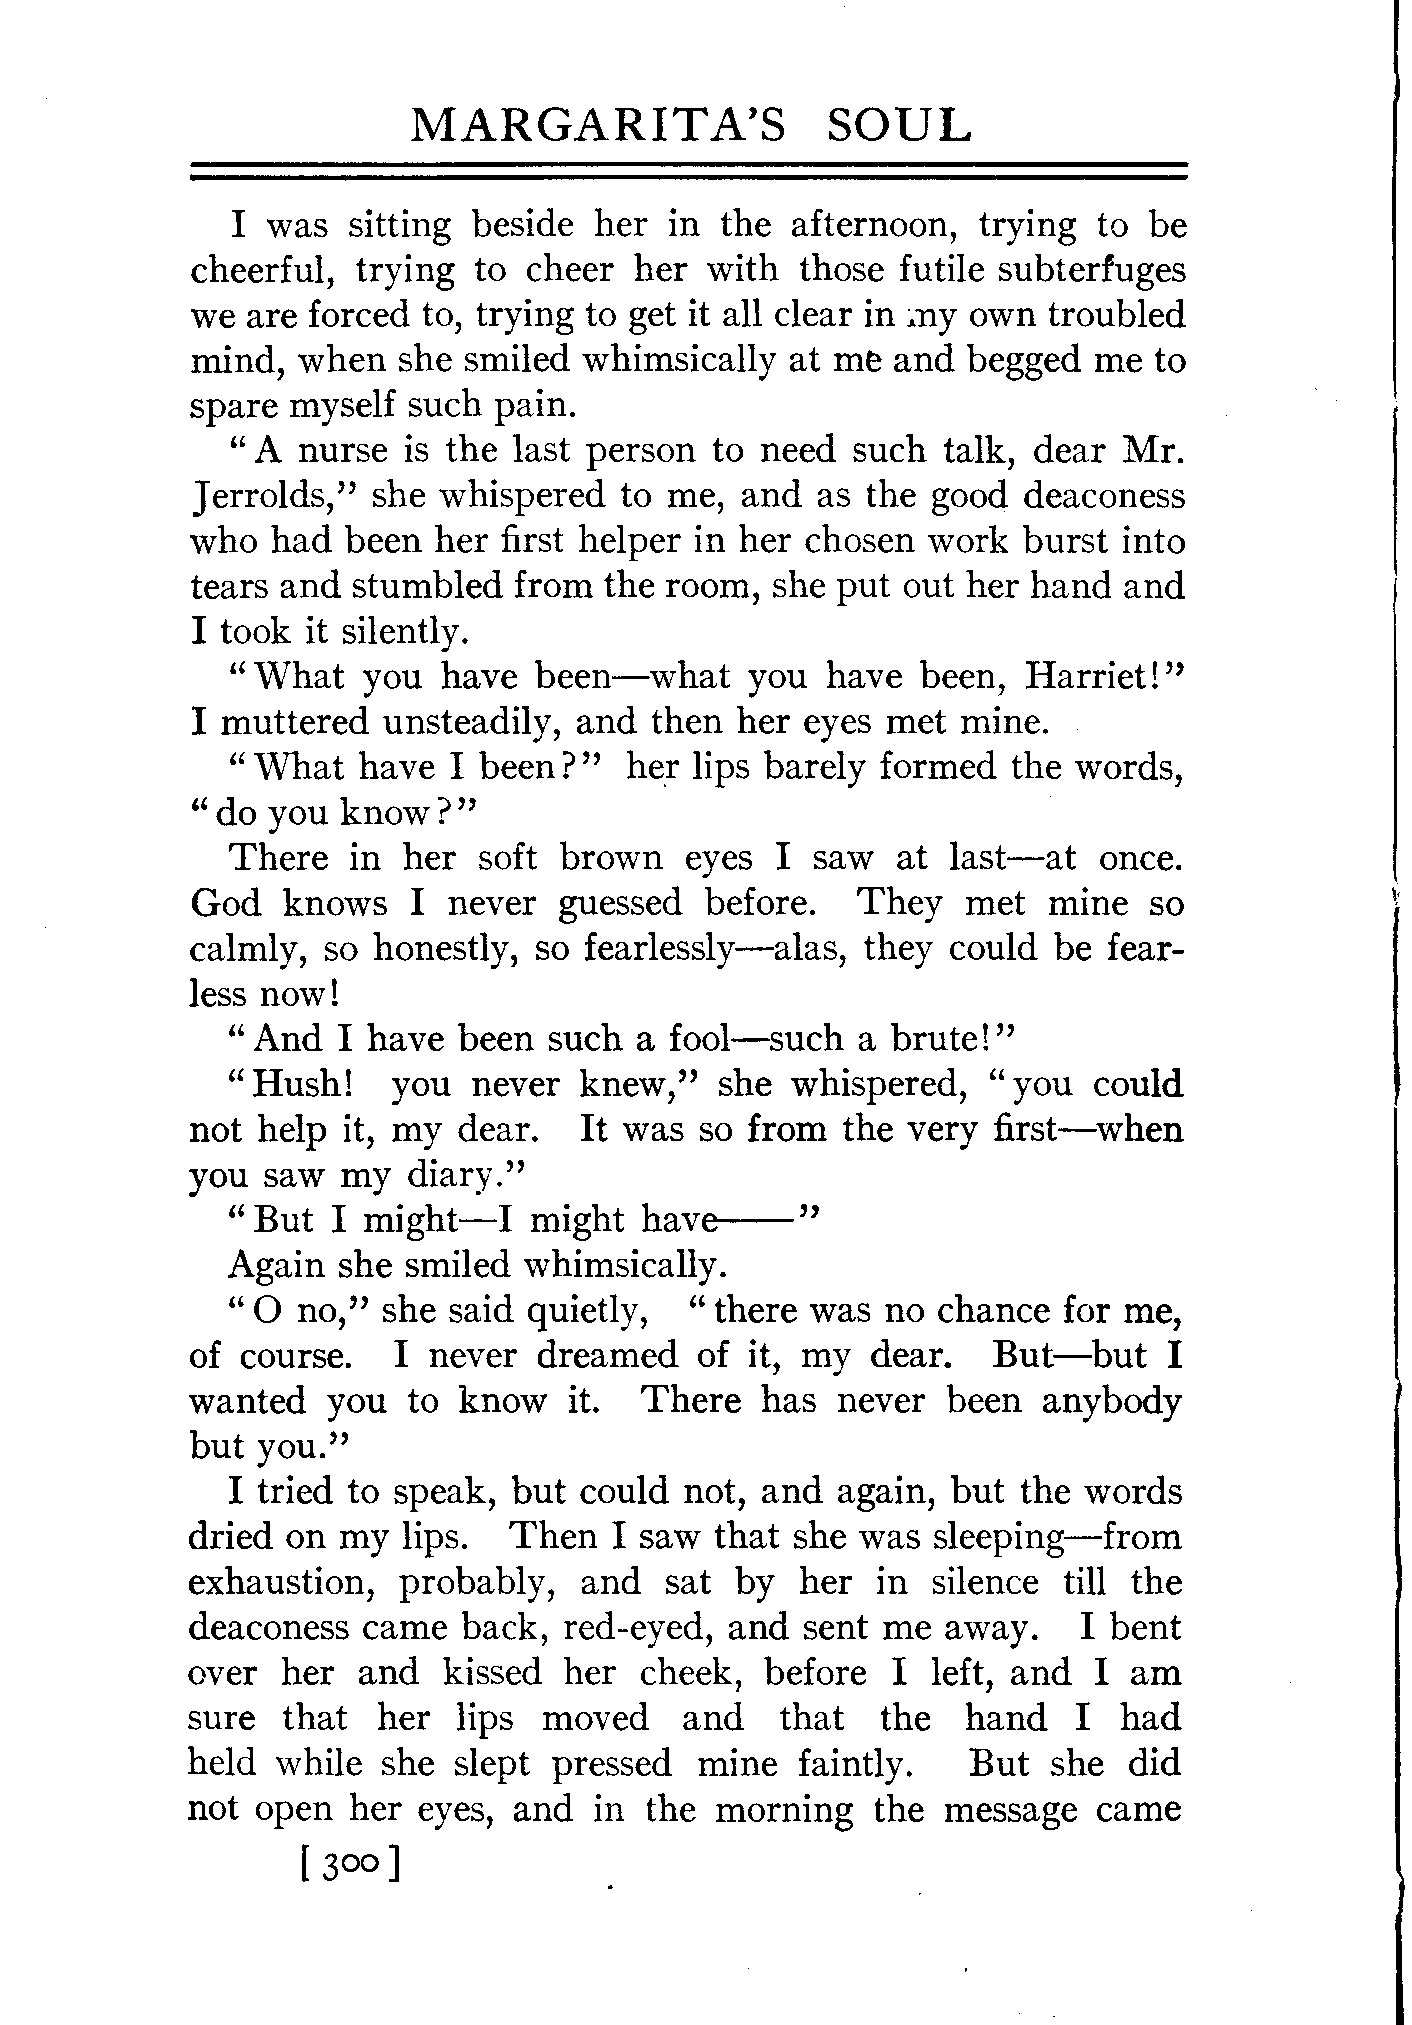 MARGARITA'S SOUL
I was sitting beside her in the afternoon, trying to be
cheerful, trying to cheer her with those futile subterfuges
we are forced to, trying to get it all clear in my own troubled
mind, when she smiled whimsically at me and begged me to
spare myself such pain.
"A nurse is the last person to need such talk, dear Mr.
Jerrolds," she whispered to me, and as the good deaconess
who had been her first helper in her chosen work burst into
tears and stumbled from the room, she put out her hand and
I took it silently.
"What you have been—what you have been, Harriet!"
I muttered unsteadily, and then her eyes met mine.
"What have I been?" her lips barely formed the words,
"do you know?"
There in her soft brown eyes I saw at last—at once.
God knows I never guessed before. They met mine so
calmly, so honestly, so fearlessly—alas, they could be fear-
less now!
"And I have been such a fool—such a brute!"
"Hush! you never knew," she whispered, "you could
not help it, my dear. It was so from the very first—when
you saw my diary."
"But I might—I might have——"
Again she smiled whimsically.
"O no," she said quietly, "there was no chance for me,
of course. I never dreamed of it, my dear. But—but I
wanted you to know it. There has never been anybody
but you."
I tried to speak, but could not, and again, but the words
dried on my lips. Then I saw that she was sleeping—from
exhaustion, probably, and sat by her in silence till the
deaconess came back, red-eyed, and sent me away. I bent
over her and kissed her cheek, before I left, and I am
sure that her lips moved and that the hand I had
held while she slept pressed mine faintly. But she did
not open her eyes, and in the morning the message came
[ 300 ]